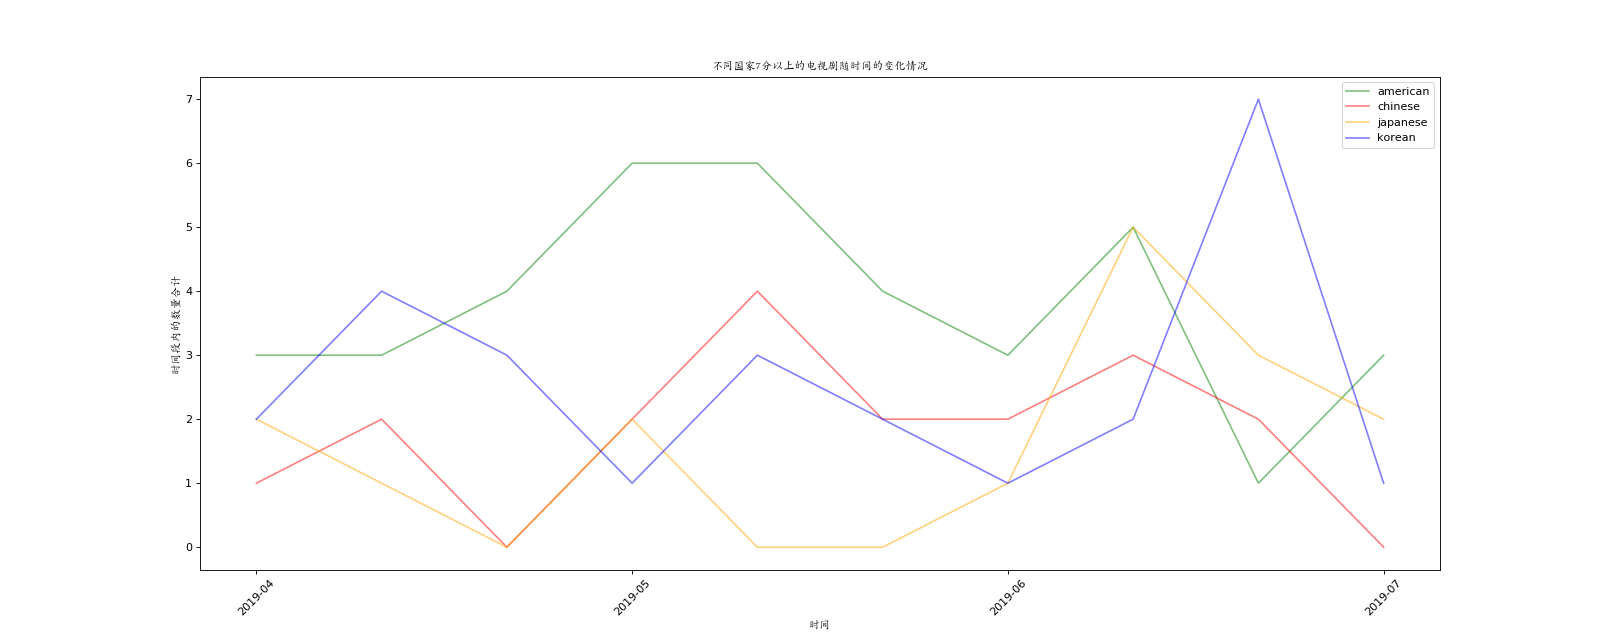 不同国家7分以上的电视剧随时间的变化情况
american
chinese
japanese
korean
时间段内的数量合计
7
6
5
4
3
2
1
0
2019-04
2019-05
2019-06
2019-07
时间